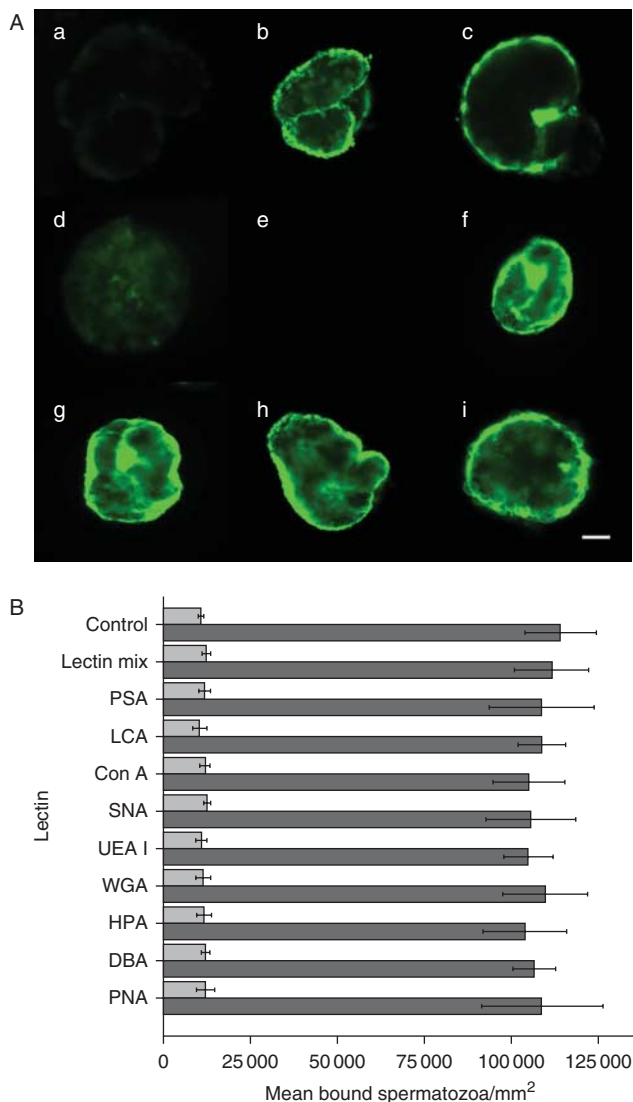 A
a
b
c
d
e
f
g
h
i
B
Lectin
Control
Lectin mix
PSA
LCA
Con A
SNA
UEA I
WGA
HPA
DBA
PNA
0 25 000 50 000 75 000 100 000 125 000
Mean bound spermatozoa/mm²